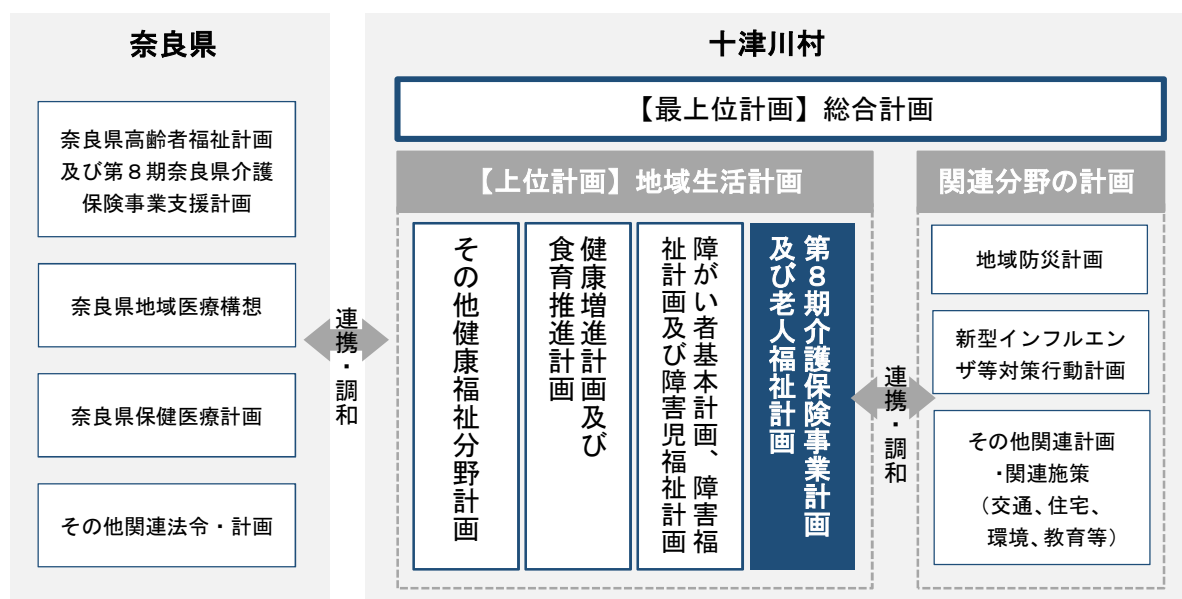 奈良県
奈良県高齢者福祉計画
及び第８期奈良県介護
保険事業支援計画
奈良県地域医療構想
奈良県保健医療計画
その他関連法令・計画
連携・調和
十津川村
【最上位計画】総合計画
【上位計画】地域生活計画
第８期介護保険事業計画
及び老人福祉計画
障がい者基本計画、障害福
祉計画及び障害児福祉計画
健康増進計画及び
食育推進計画
その他健康福祉分野計画
連携・調和
関連分野の計画
地域防災計画
新型インフルエン
ザ等対策行動計画
その他関連計画
・関連施策
（交通、住宅、
環境、教育等）